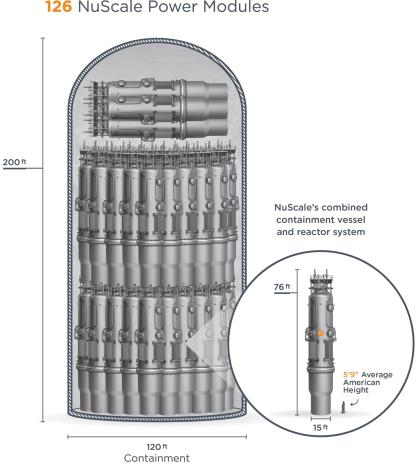 126 NuScale Power Modules
200 ft
NuScale's combined
containment vessel
and reactor system
76 ft
5'9" Average
American
Height
15 ft
120 ft
Containment